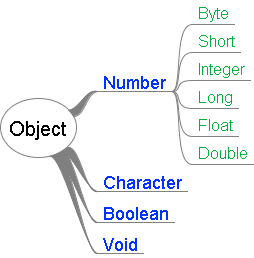 Byte
Short
Number
Integer
Long
Float
Object
Double
Character
Boolean
Void